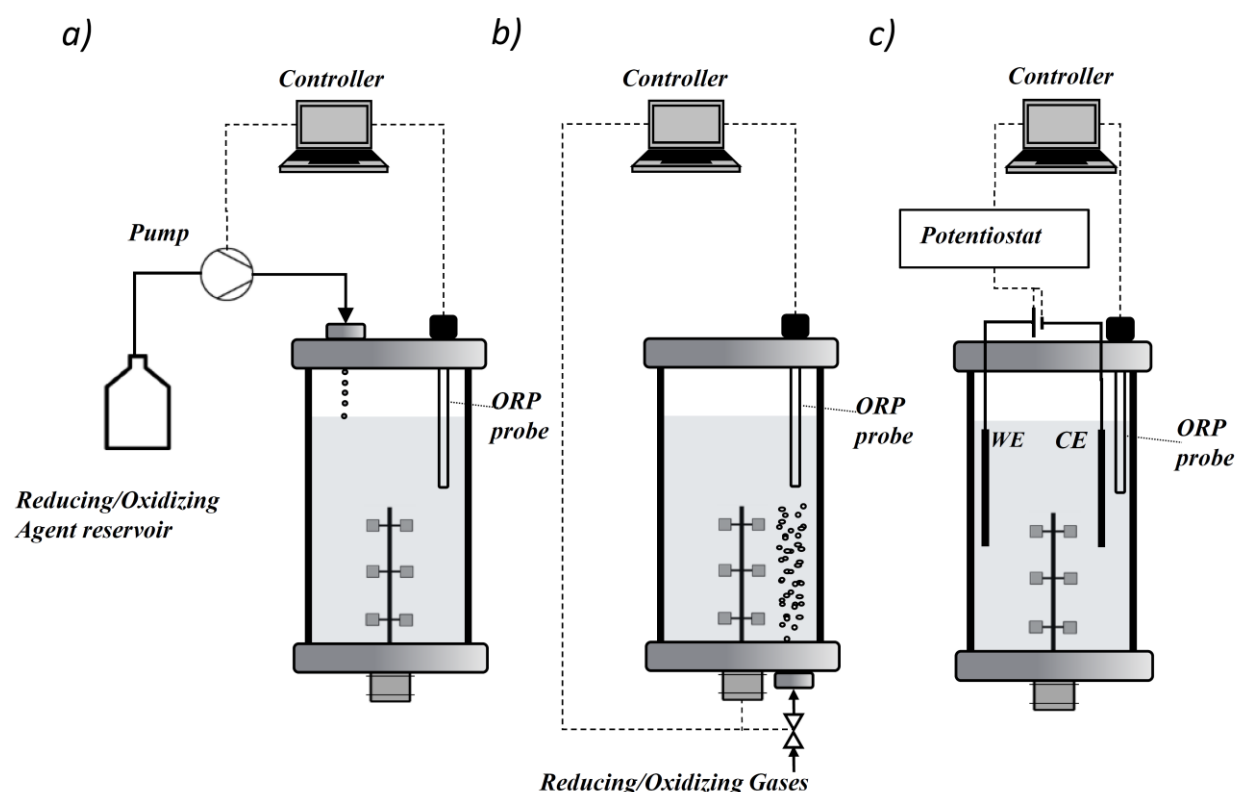 a)
Controller
Pump
ORP
probe
Reducing/Oxidizing
Agent reservoir
b)
Controller
ORP
probe
Reducing/Oxidizing Gases
c)
Controller
Potentiostat
WE
CE
ORP
probe